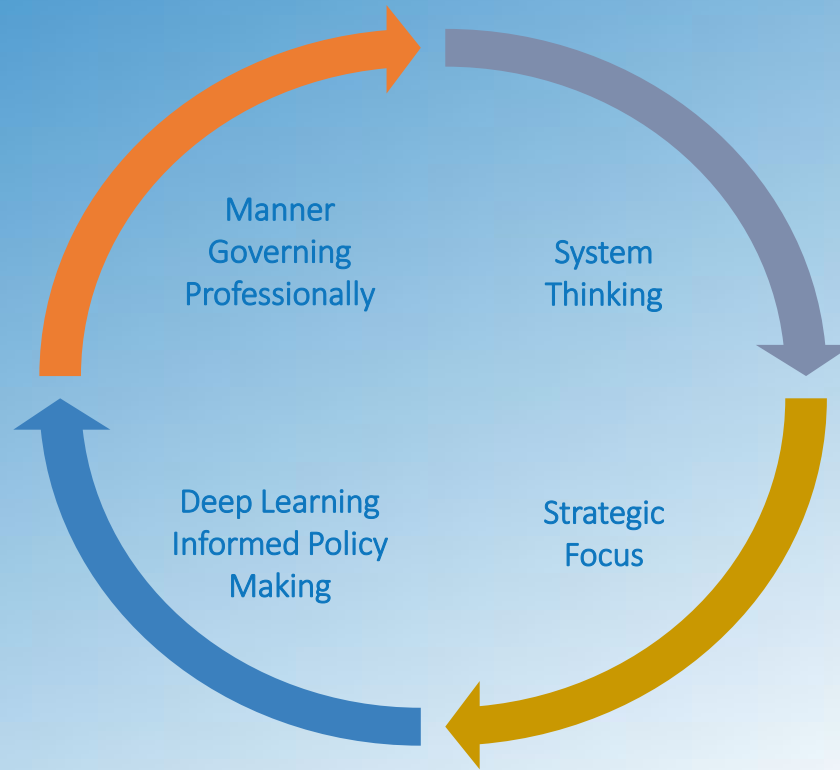 Manner
Governing
Professionally
System
Thinking
Deep Learning
Informed Policy
Making
Strategic
Focus